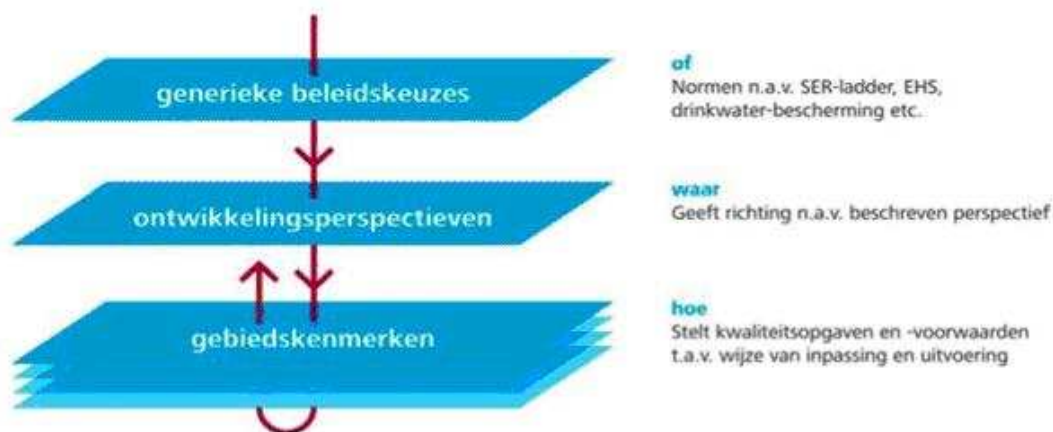 generieke beleidskeuzes
of
Normen n.a.v. SER-ladder, EHS,
drinkwater-bescherming etc.
ontwikkelingsperspectieven
waar
Geeft richting n.a.v. beschreven perspectief
gebiedskenmerken
hoe
Stelt kwaliteitsopgaven en -voorwaarden
t.a.v. wijze van inpassing en uitvoering